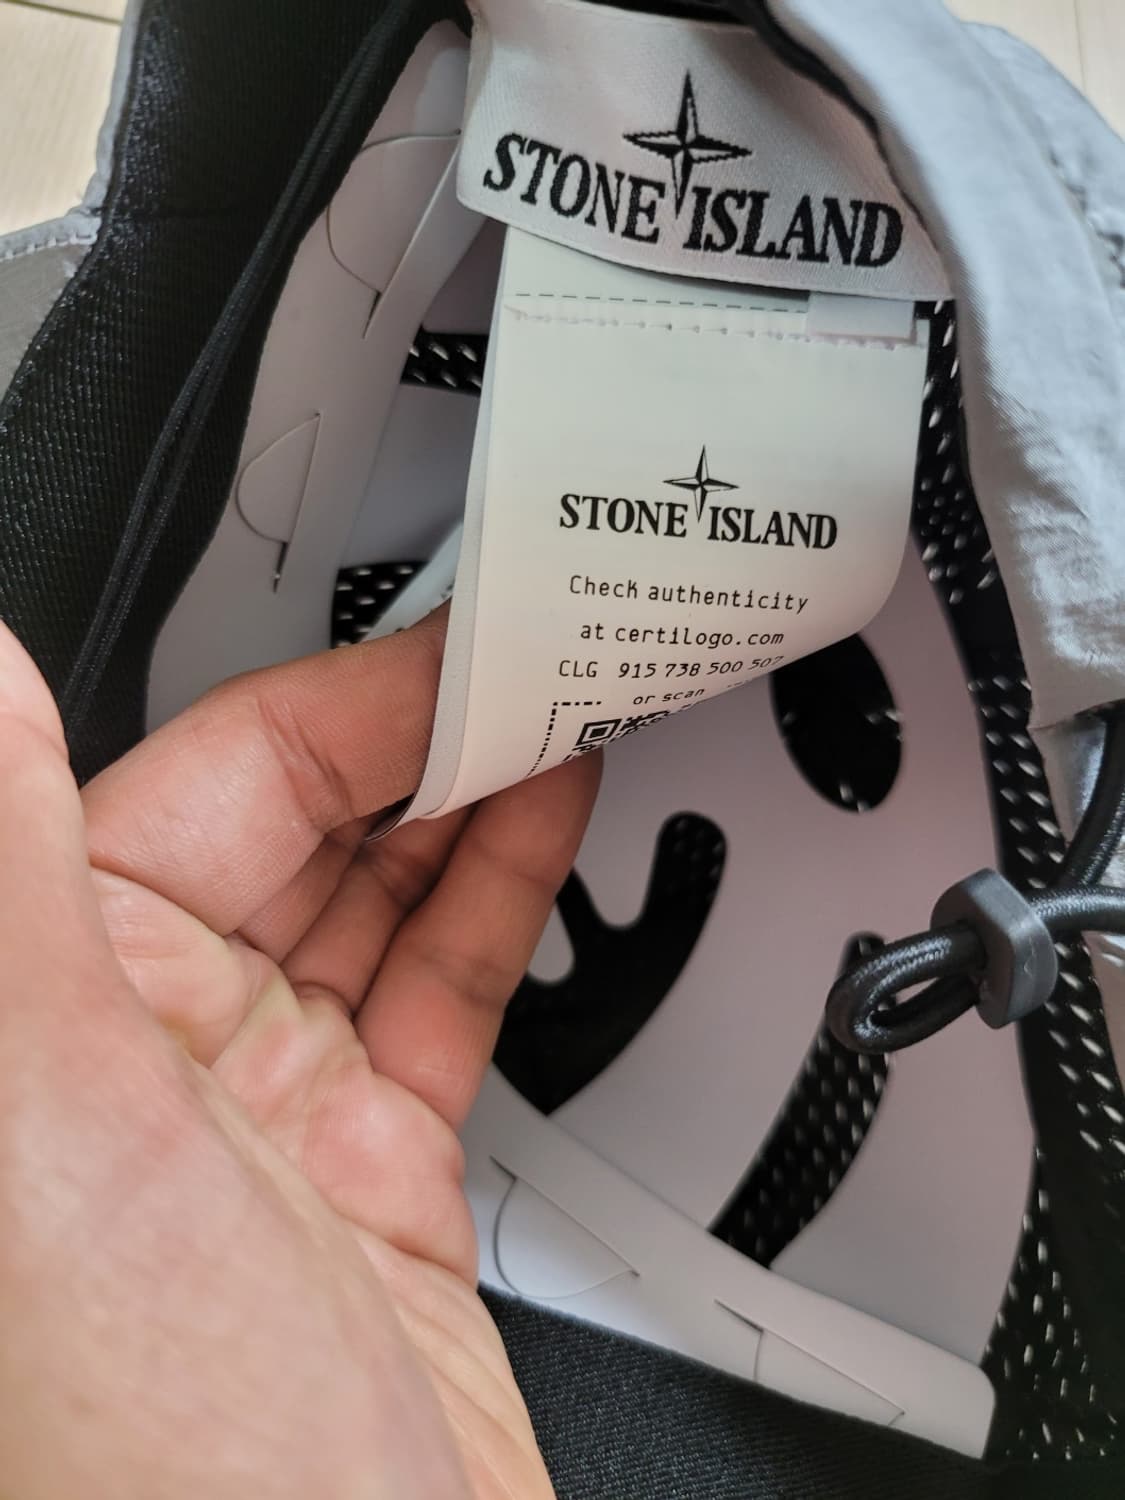 STONE ISLAND
STONE ISLAND
Check authenticity
at certilogo.com
CLG 915 738 500 507
or scan